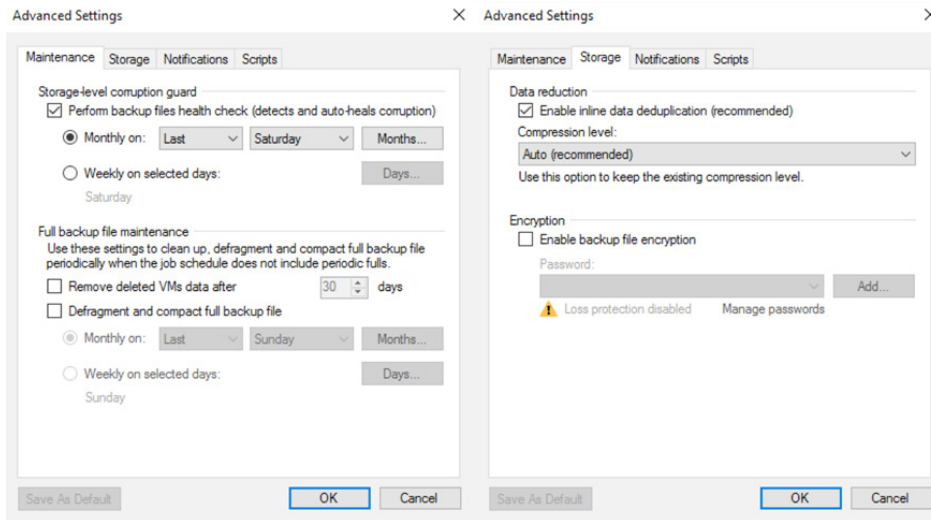 Advanced Settings
Maintenance Storage Notifications Scripts
Storage-level corruption guard
Perform backup files health check (detects and auto-heals corruption)
Monthly on: Last Saturday Months...
Weekly on selected days: Days...
Saturday
Full backup file maintenance
Use these settings to clean up, defragment and compact full backup file
periodically when the job schedule does not include periodic fulls.
Remove deleted VMs data after 30 days
Defragment and compact full backup file
Monthly on: Last Sunday Months...
Weekly on selected days: Days...
Sunday
Save As Default OK Cancel
Advanced Settings
Maintenance Storage Notifications Scripts
Data reduction
Enable inline data deduplication (recommended)
Compression level:
Auto (recommended)
Use this option to keep the existing compression level.
Encryption
Enable backup file encryption
Password:
Add...
Loss protection disabled Manage passwords
Save As Default OK Cancel